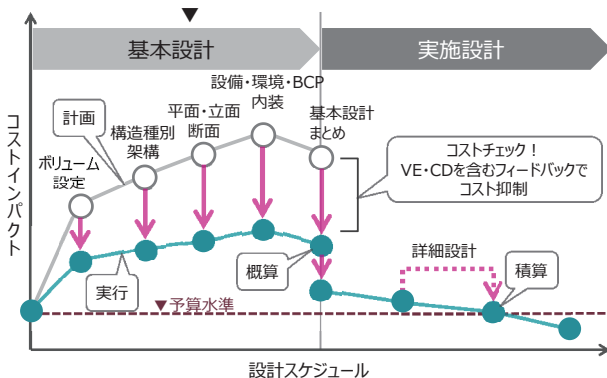 ▼
基本設計
実施設計
設備・環境・BCP
内装
平面・立面
断面
基本設計
まとめ
計画
構造種別
架構
ボリューム
設定
コストチェック！
VE・CDを含むフィードバックで
コスト抑制
コストインパクト
概算
詳細設計
積算
実行
▼予算水準
設計スケジュール